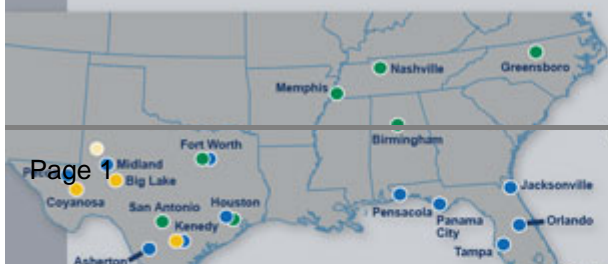 Nashville
Greensboro
Memphis
Birmingham
Fort Worth
Page 1
Midland
Big Lake
Coyanosa
San Antonio
Houston
Kenedy
Asherton
Jacksonville
Pensacola
Panama
City
Orlando
Tampa